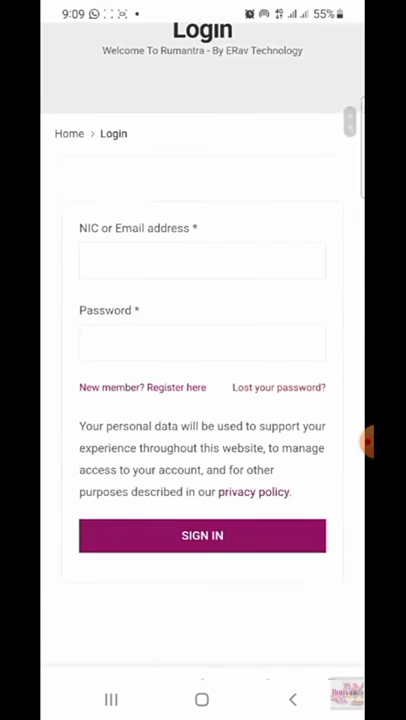 9:09 55%
Login
Welcome To Rumantra - By ERav Technology
Home > Login
NIC or Email address *
Password *
New member? Register here Lost your password?
Your personal data will be used to support your
experience throughout this website, to manage
access to your account, and for other
purposes described in our privacy policy.
SIGN IN